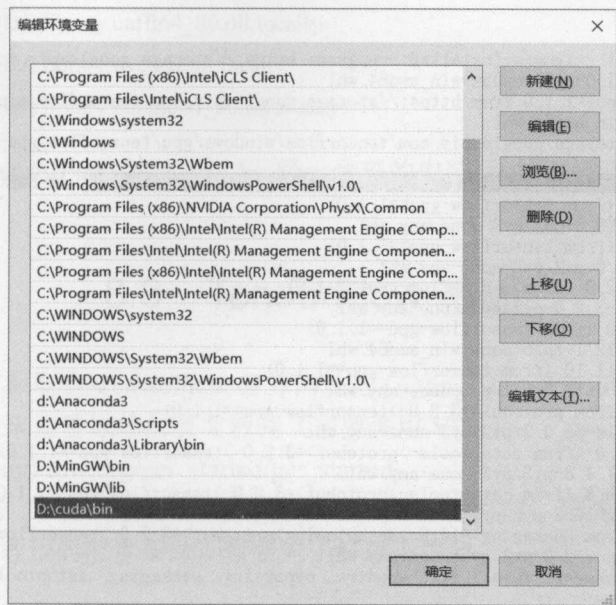 编辑环境变量
C:\Program Files (x86)\Intel\iCLS Client\
C:\Program Files\Intel\iCLS Client\
C:\Windows\system32
C:\Windows
C:\Windows\System32\Wbem
C:\Windows\System32\WindowsPowerShell\v1.0\
C:\Program Files (x86)\NVIDIA Corporation\PhysX\Common
C:\Program Files (x86)\Intel\Intel(R) Management Engine Comp...
C:\Program Files\Intel\Intel(R) Management Engine Componen...
C:\Program Files (x86)\Intel\Intel(R) Management Engine Comp...
C:\Program Files\Intel\Intel(R) Management Engine Componen...
C:\WINDOWS\system32
C:\WINDOWS
C:\WINDOWS\System32\Wbem
C:\WINDOWS\System32\WindowsPowerShell\v1.0\
d:\Anaconda3
d:\Anaconda3\Scripts
d:\Anaconda3\Library\bin
D:\MinGW\bin
D:\MinGW\lib
D:\cuda\bin
新建(N)
编辑(E)
浏览(B)...
删除(D)
上移(U)
下移(O)
编辑文本(T)...
确定
取消